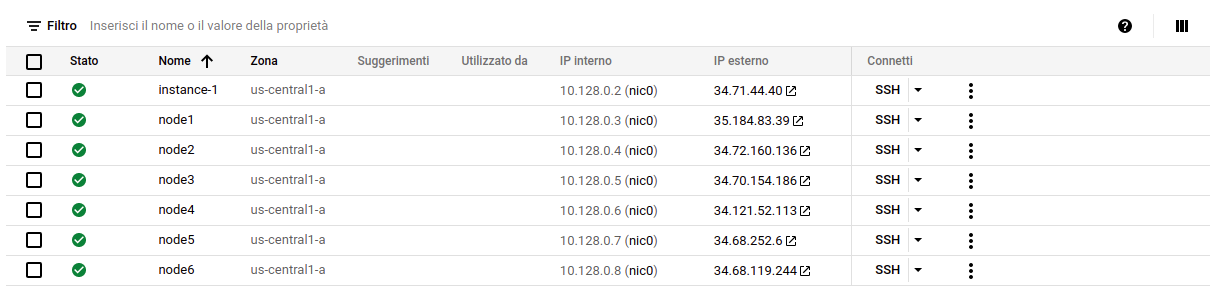 Filtro Inserisci il nome o il valore della proprietà
Stato Nome Zona Suggerimenti Utilizzato da IP interno IP esterno Connetti
instance-1 us-central1-a 10.128.0.2 (nic0) 34.71.44.40 SSH
node1 us-central1-a 10.128.0.3 (nic0) 35.184.83.39 SSH
node2 us-central1-a 10.128.0.4 (nic0) 34.72.160.136 SSH
node3 us-central1-a 10.128.0.5 (nic0) 34.70.154.186 SSH
node4 us-central1-a 10.128.0.6 (nic0) 34.121.52.113 SSH
node5 us-central1-a 10.128.0.7 (nic0) 34.68.252.6 SSH
node6 us-central1-a 10.128.0.8 (nic0) 34.68.119.244 SSH